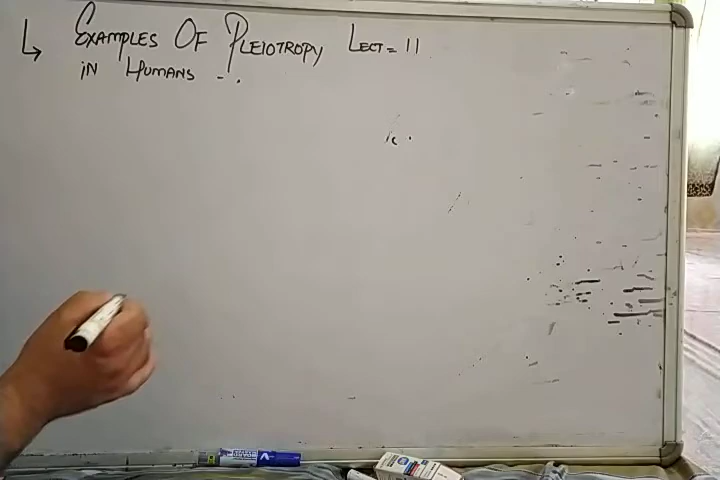 ↳ Examples Of Pleiotropy Lect = 11
in Humans -.